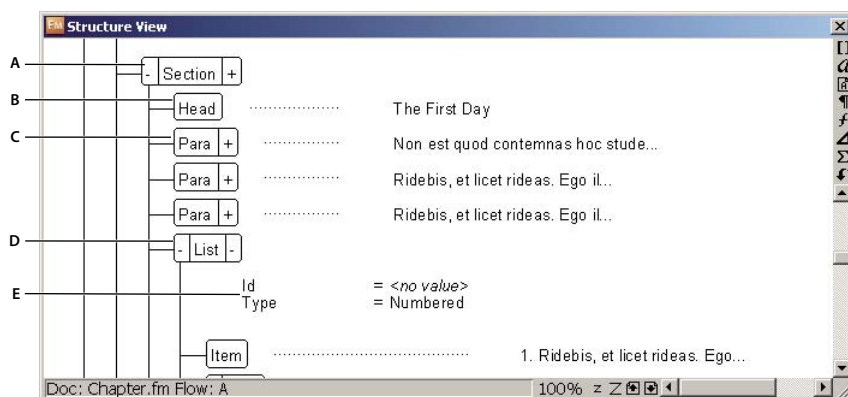 FM Structure View
A
- Section +
B
Head The First Day
C
Para + Non est quod contemnas hoc stude...
Para + Ridebis, et licet rideas. Ego il...
Para + Ridebis, et licet rideas. Ego il...
D
- List -
Id = <no value>
E
Type = Numbered
Item 1. Ridebis, et licet rideas. Ego...
Doc: Chapter.fm Flow: A 100% z Z